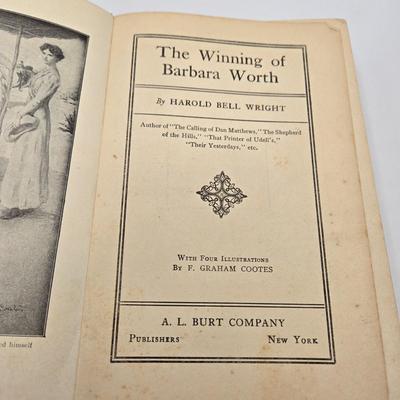 The Winning of
Barbara Worth
By HAROLD BELL WRIGHT
Author of "The Calling of Dan Matthews," "The Shepherd
of the Hills," "That Printer of Udell's,"
"Their Yesterdays," etc.
With Four Illustrations
By F. GRAHAM COOTES
A. L. BURT COMPANY
Publishers New York
ed himself